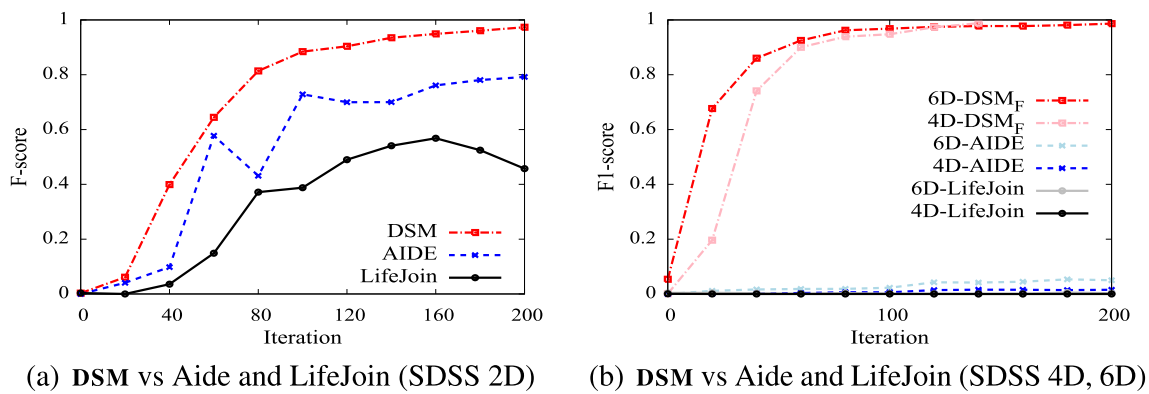 1
0.8
0.6
0.4
0.2
0
F-score
DSM
AIDE
LifeJoin
0 40 80 120 160 200
Iteration
(a) DSM vs Aide and LifeJoin (SDSS 2D)
1
0.8
0.6
0.4
0.2
0
F1-score
6D-DSM_F
4D-DSM_F
6D-AIDE
4D-AIDE
6D-LifeJoin
4D-LifeJoin
0 100 200
Iteration
(b) DSM vs Aide and LifeJoin (SDSS 4D, 6D)